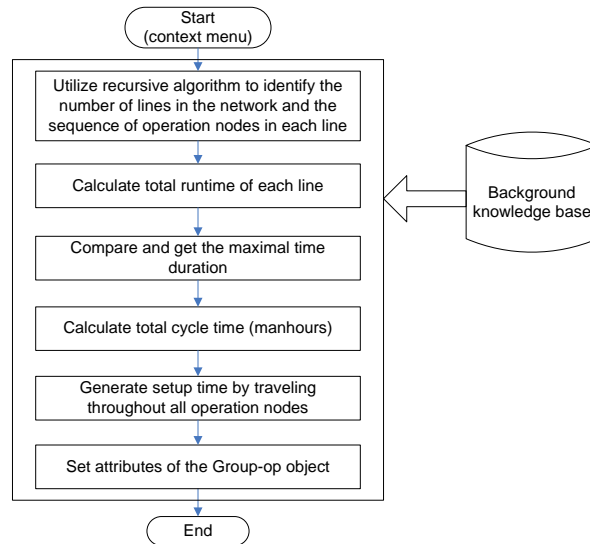 Start
(context menu)
Utilize recursive algorithm to identify the
number of lines in the network and the
sequence of operation nodes in each line
Calculate total runtime of each line
Compare and get the maximal time
duration
Calculate total cycle time (manhours)
Generate setup time by traveling
throughout all operation nodes
Set attributes of the Group-op object
End
Background
knowledge base